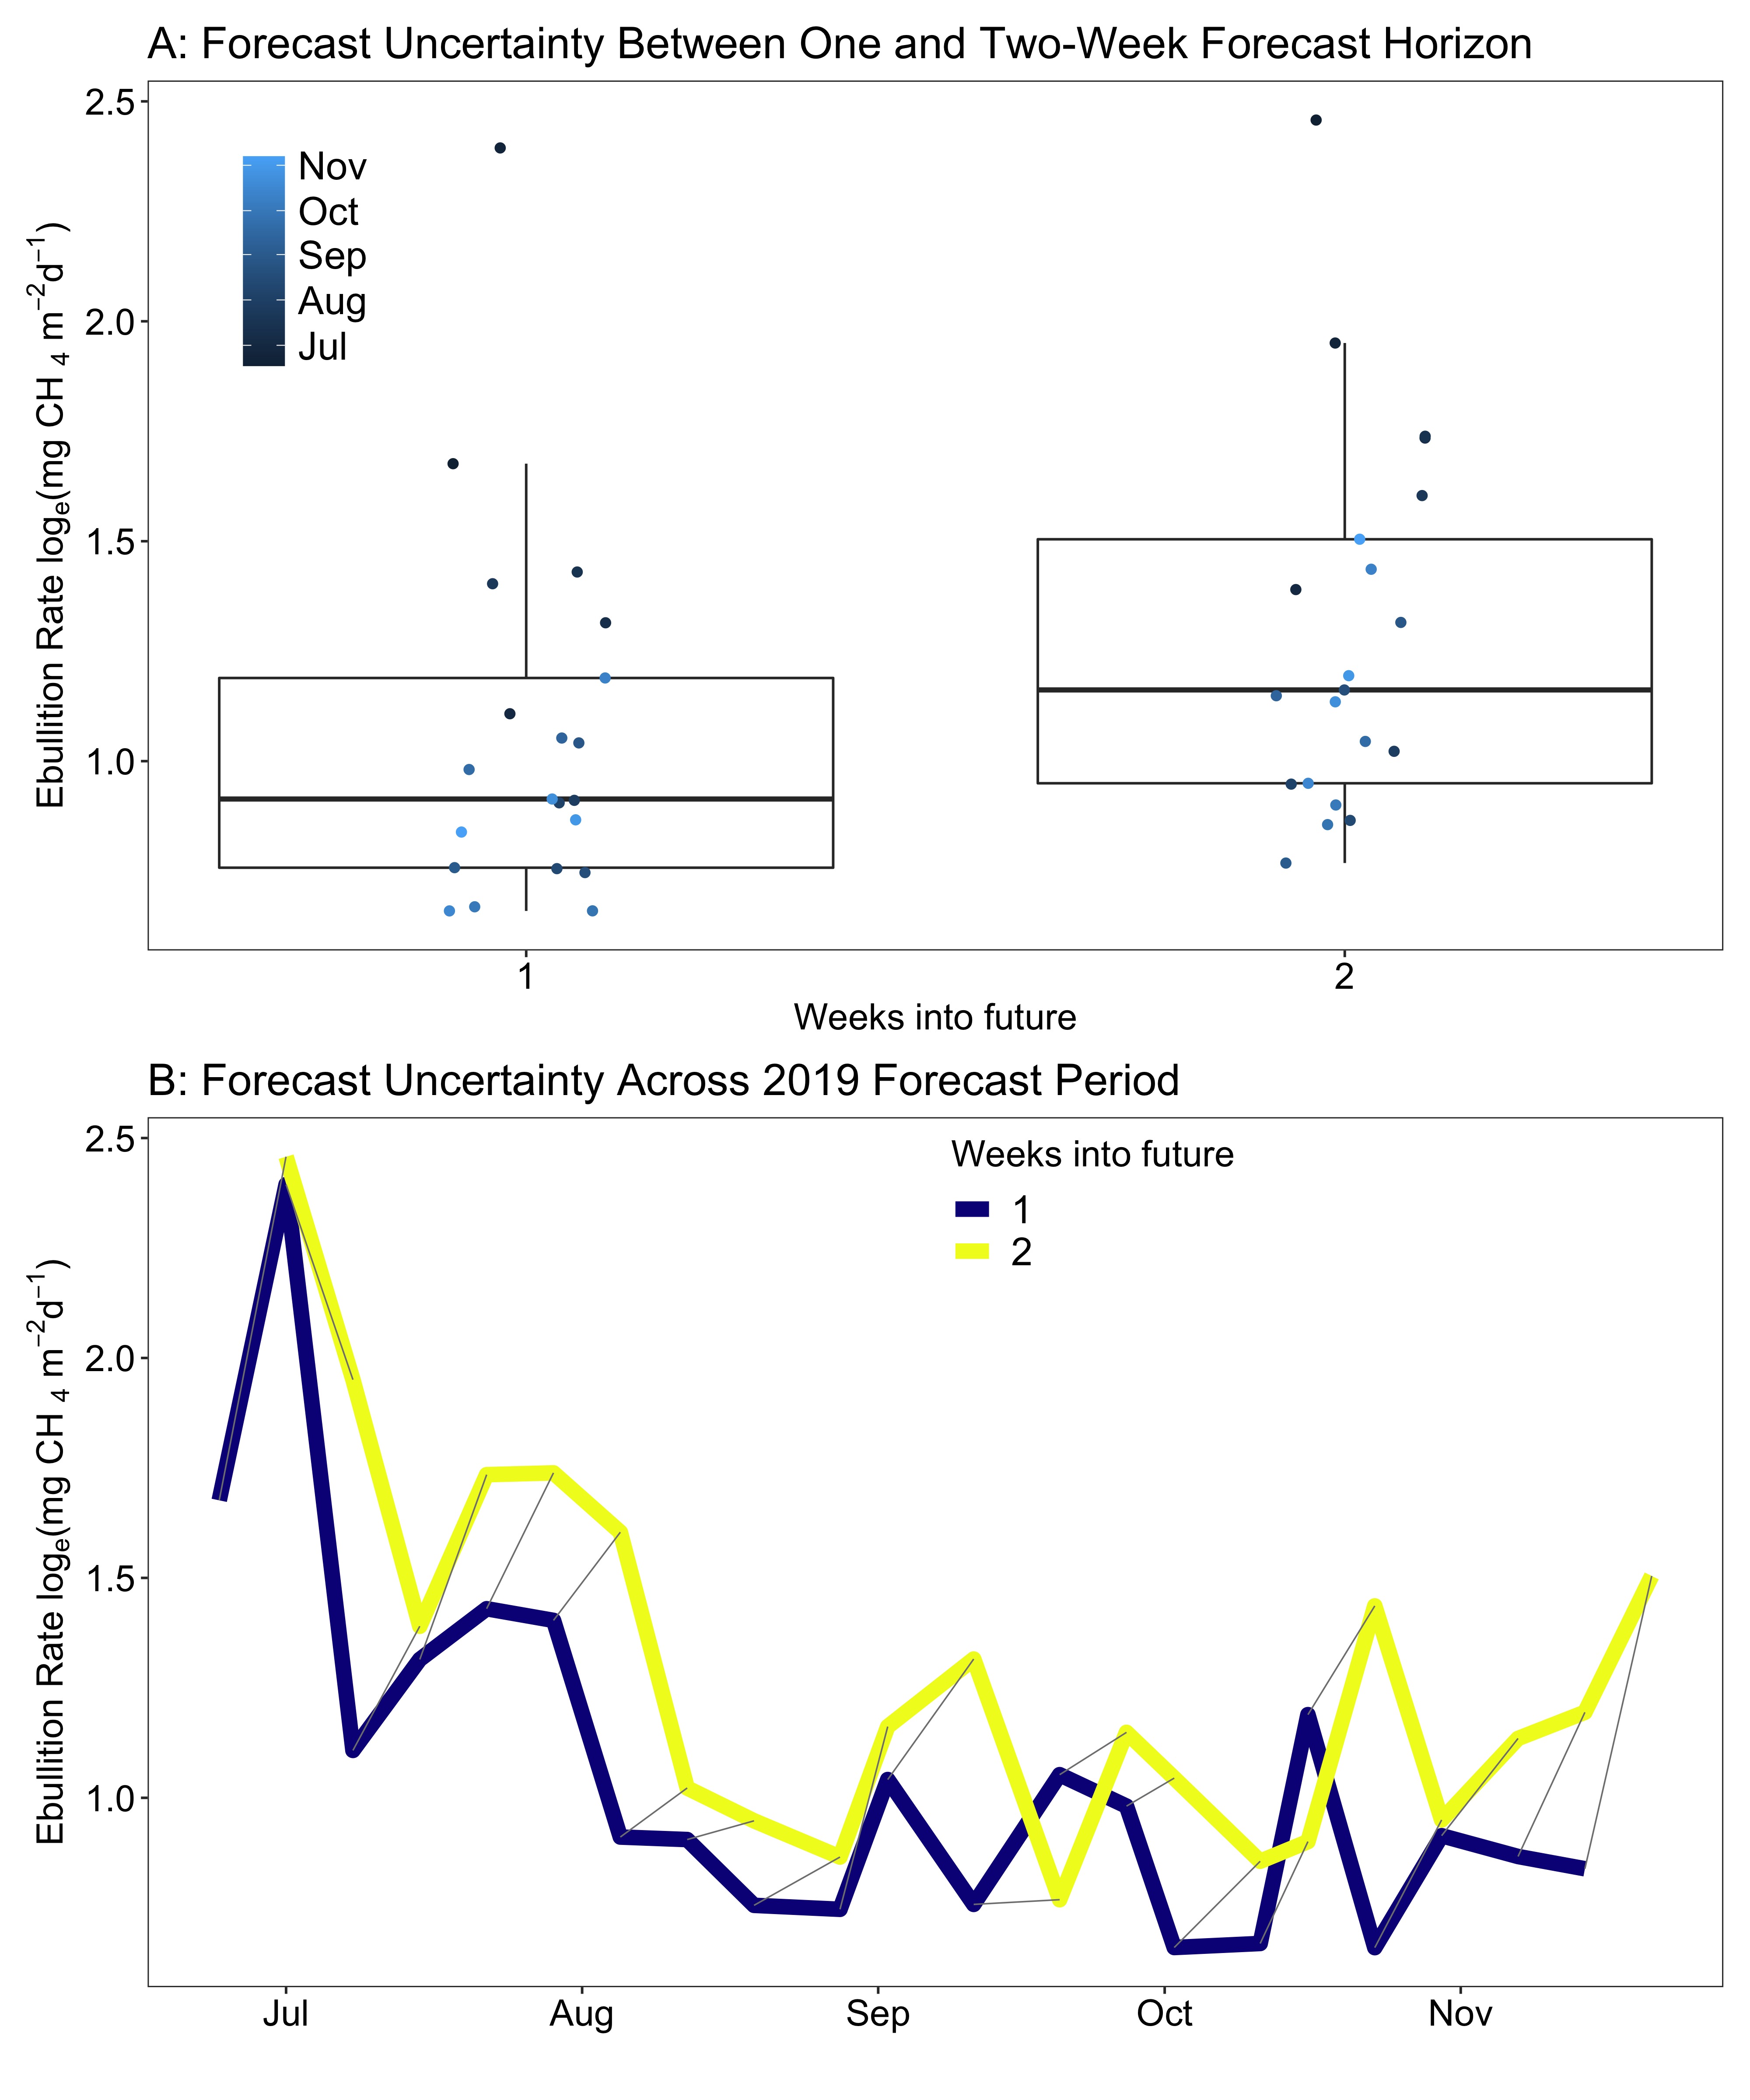 A: Forecast Uncertainty Between One and Two-Week Forecast Horizon
Ebullition Rate logₑ(mg CH ₄ m⁻²d⁻¹)
2.5
2.0
1.5
1.0
Nov
Oct
Sep
Aug
Jul
1 2
Weeks into future
B: Forecast Uncertainty Across 2019 Forecast Period
Ebullition Rate logₑ(mg CH ₄ m⁻²d⁻¹)
2.5
2.0
1.5
1.0
Weeks into future
1
2
Jul Aug Sep Oct Nov